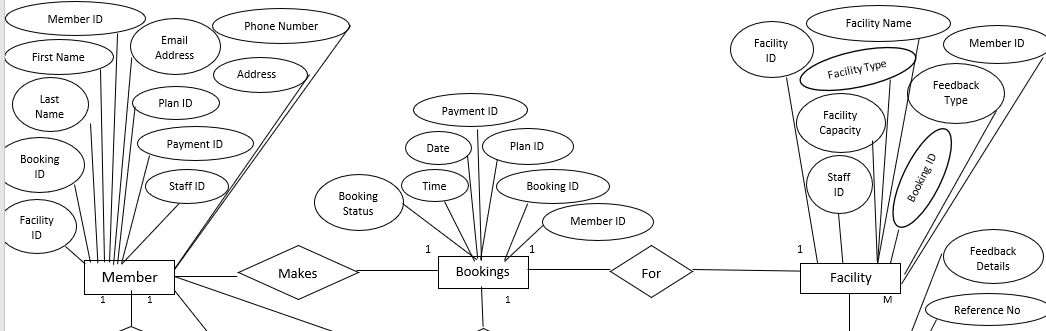 Member ID
First Name
Last
Name
Booking
ID
Facility
ID
Email
Address
Phone Number
Address
Plan ID
Payment ID
Staff ID
Member
1
1
Makes
Payment ID
Date
Plan ID
Time
Booking ID
Booking
Status
Member ID
1
1
Bookings
1
For
Facility
ID
Facility Name
Member ID
Facility Type
Feedback
Type
Facility
Capacity
Staff
ID
Booking ID
1
Facility
M
Feedback
Details
Reference No